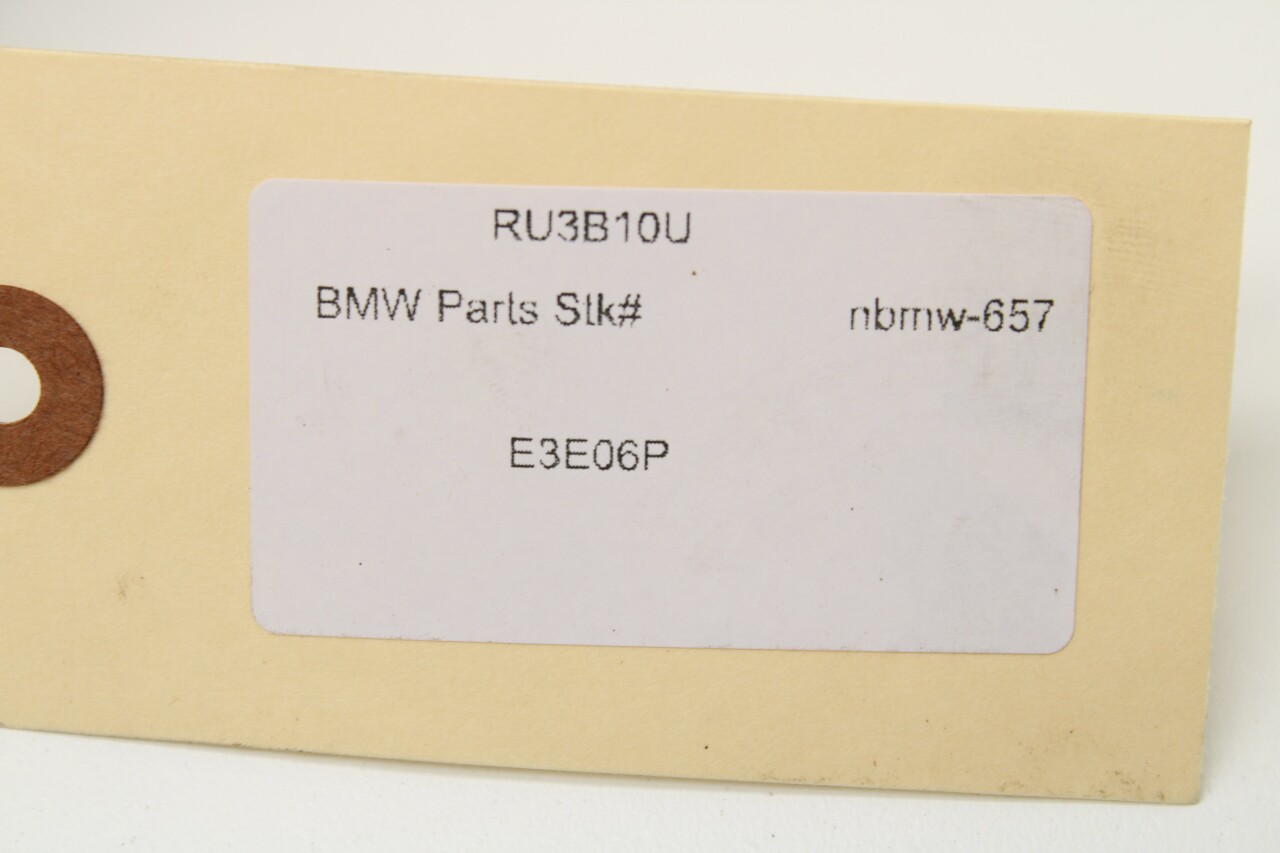 RU3B10U
BMW Parts Stk# nbmw-657
E3E06P